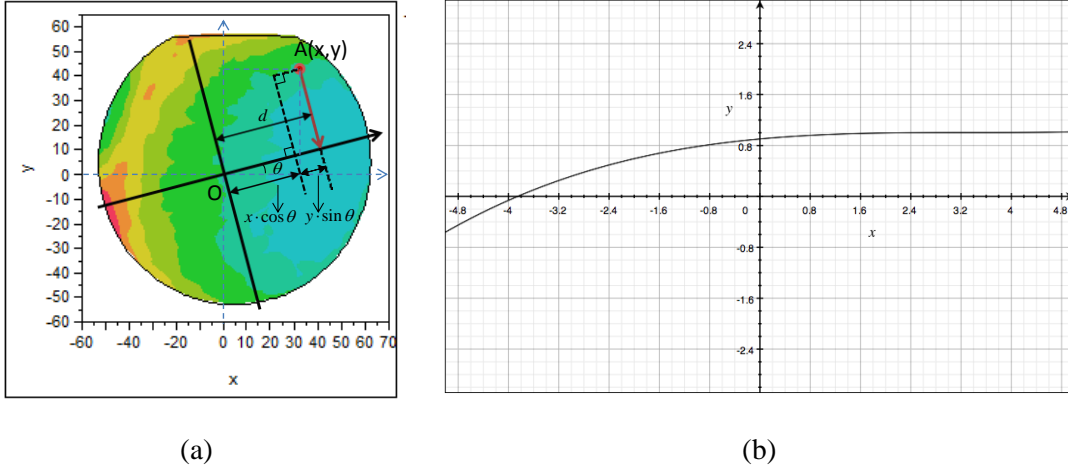 60
50
40
30
20
10
0
-10
-20
-30
-40
-50
-60
y
A(x,y)
d
θ
O
x·cosθ y·sinθ
-60 -40 -20 0 10 20 30 40 50 60 70
x
2.4
1.6
y
0.8
-4.8 -4 -3.2 -2.4 -1.6 -0.8 0 0.8 1.6 2.4 3.2 4 4.8
x
-0.8
-1.6
-2.4
(a) (b)